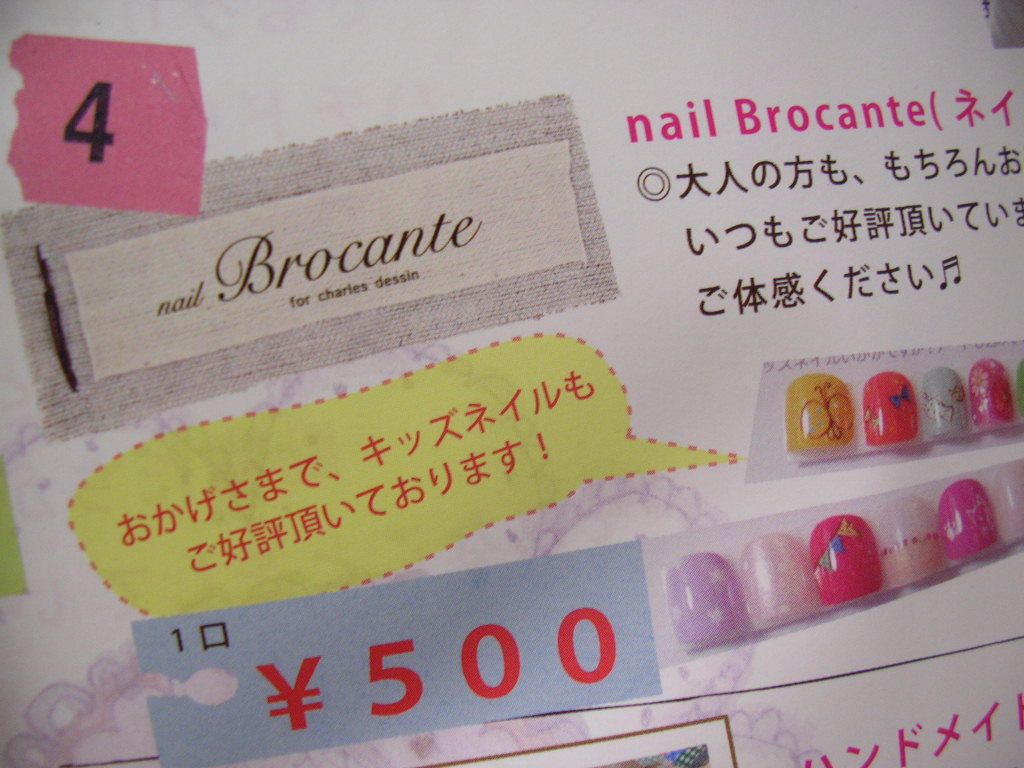 4
nail Brocante
for charles dessin
nail Brocante( ネイ
◎大人の方も、もちろんお
いつもご好評頂いていま
ご体感ください♬
おかげさまで、キッズネイルも
ご好評頂いております！
1口
¥500
ハンドメイド